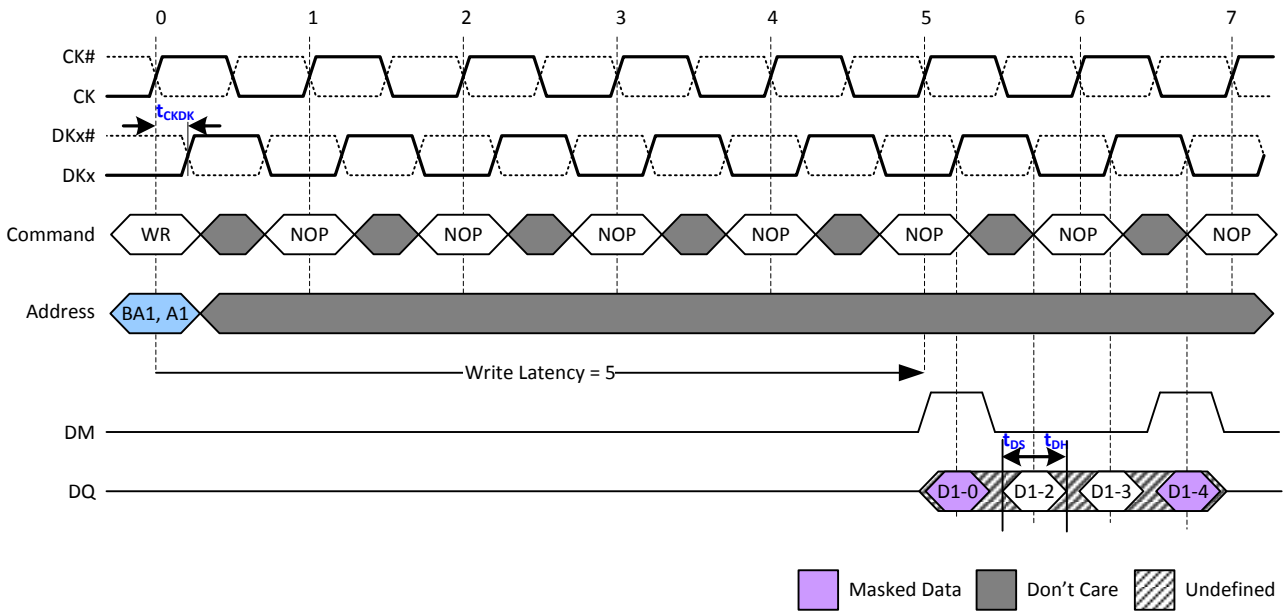 0 1 2 3 4 5 6 7
CK#
CK
tCKDK
DKx#
DKx
Command WR NOP NOP NOP NOP NOP NOP NOP
Address BA1, A1
Write Latency = 5
DM
tDS tDH
DQ D1-0 D1-2 D1-3 D1-4
Masked Data Don't Care Undefined